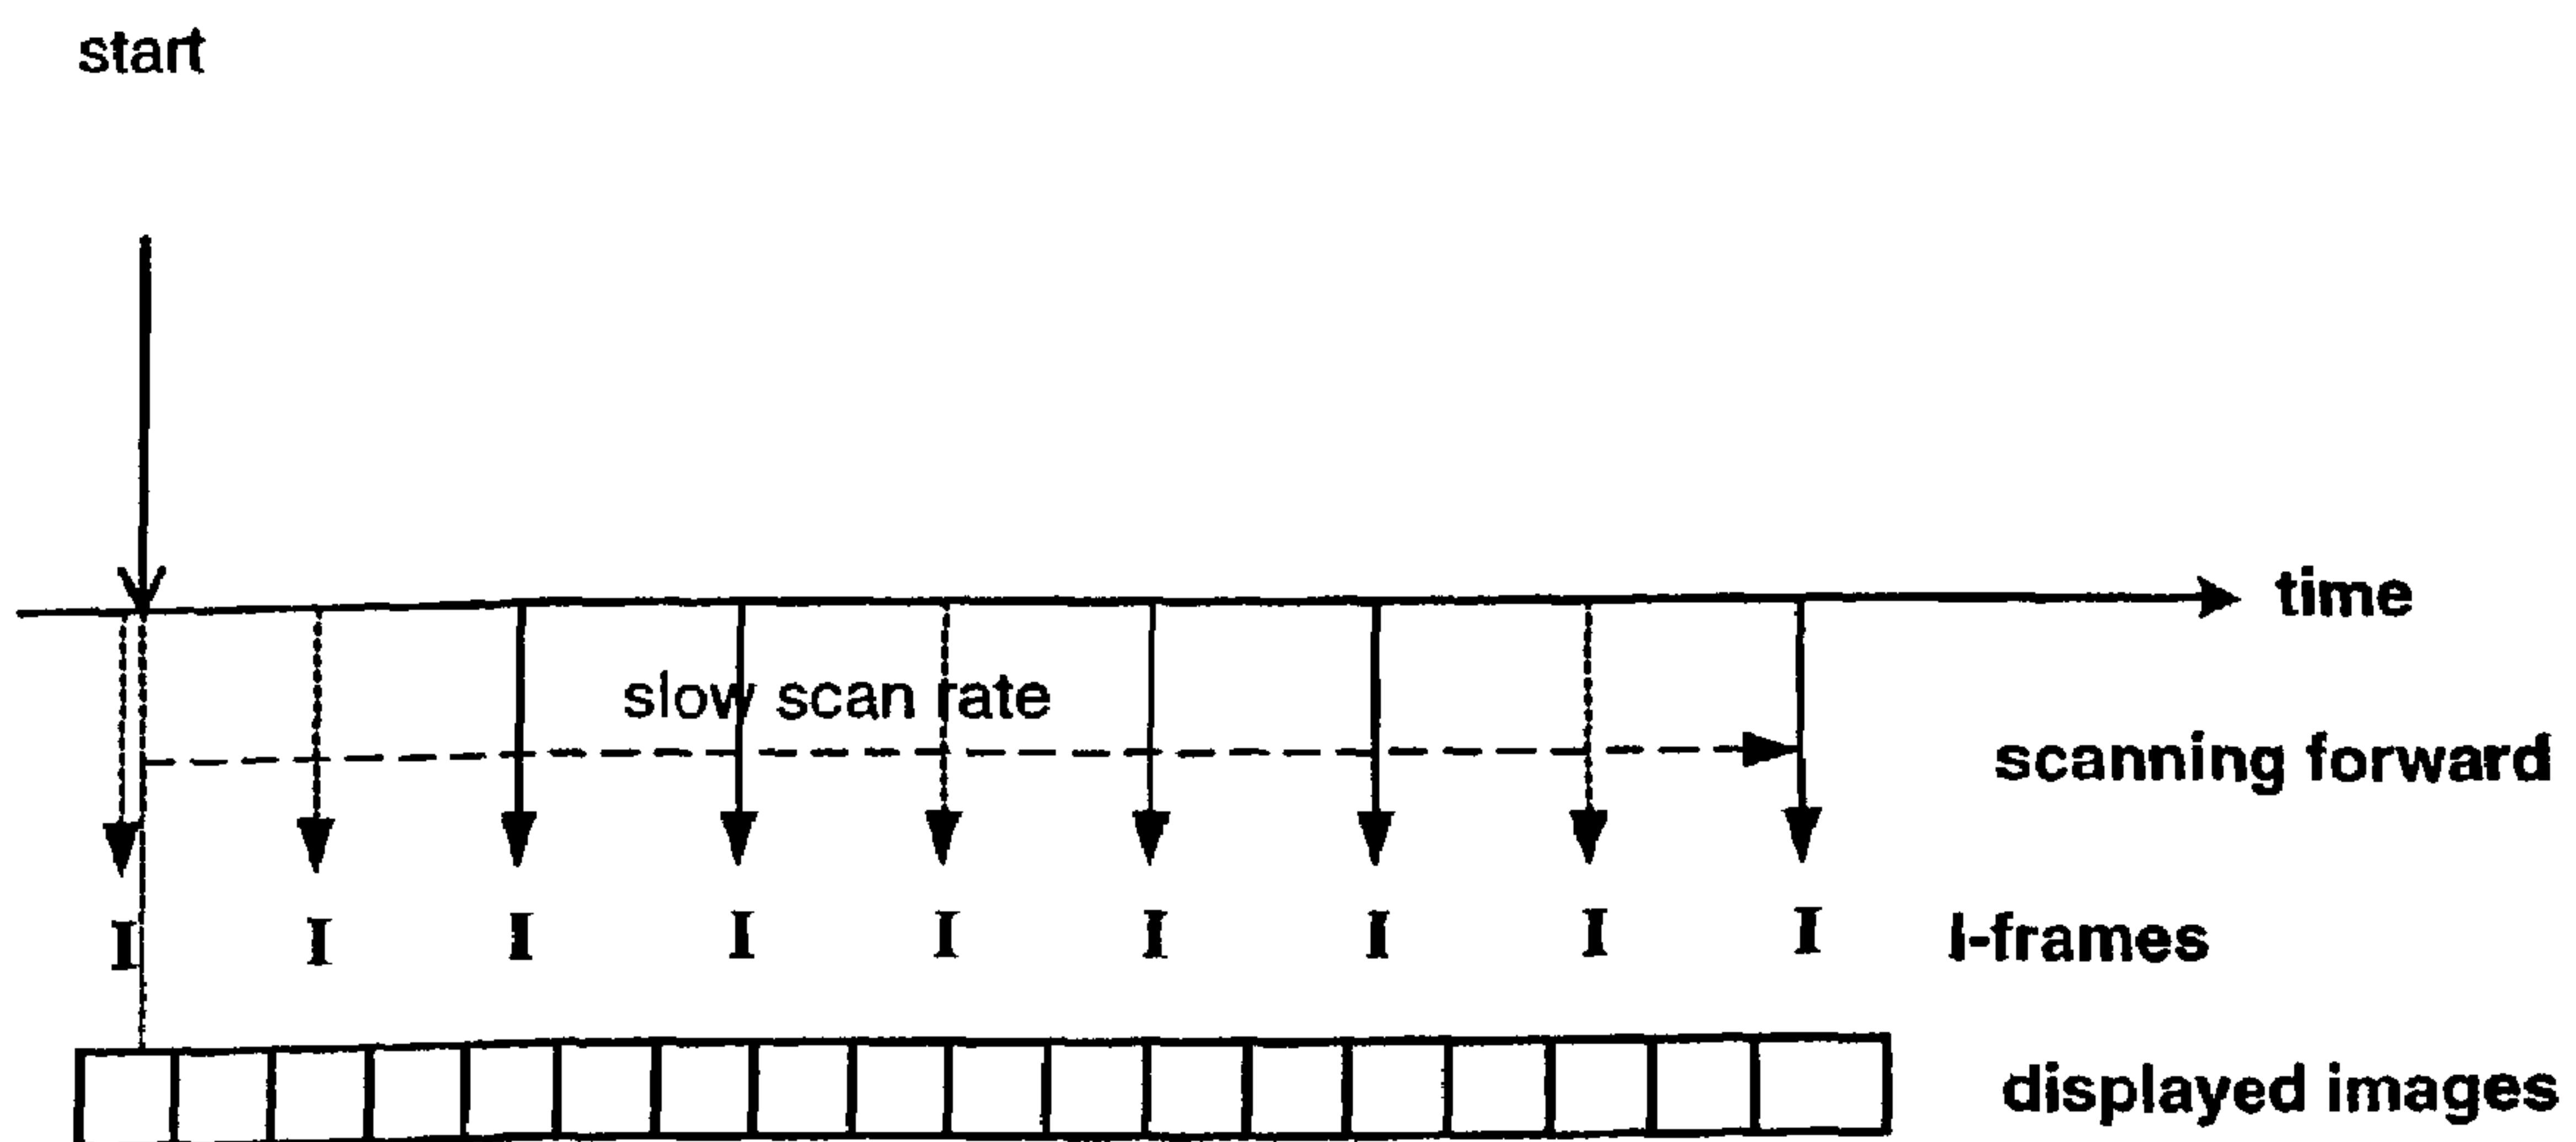 start
time
slow scan rate
scanning forward
I I I I I I I I I I-frames
displayed images